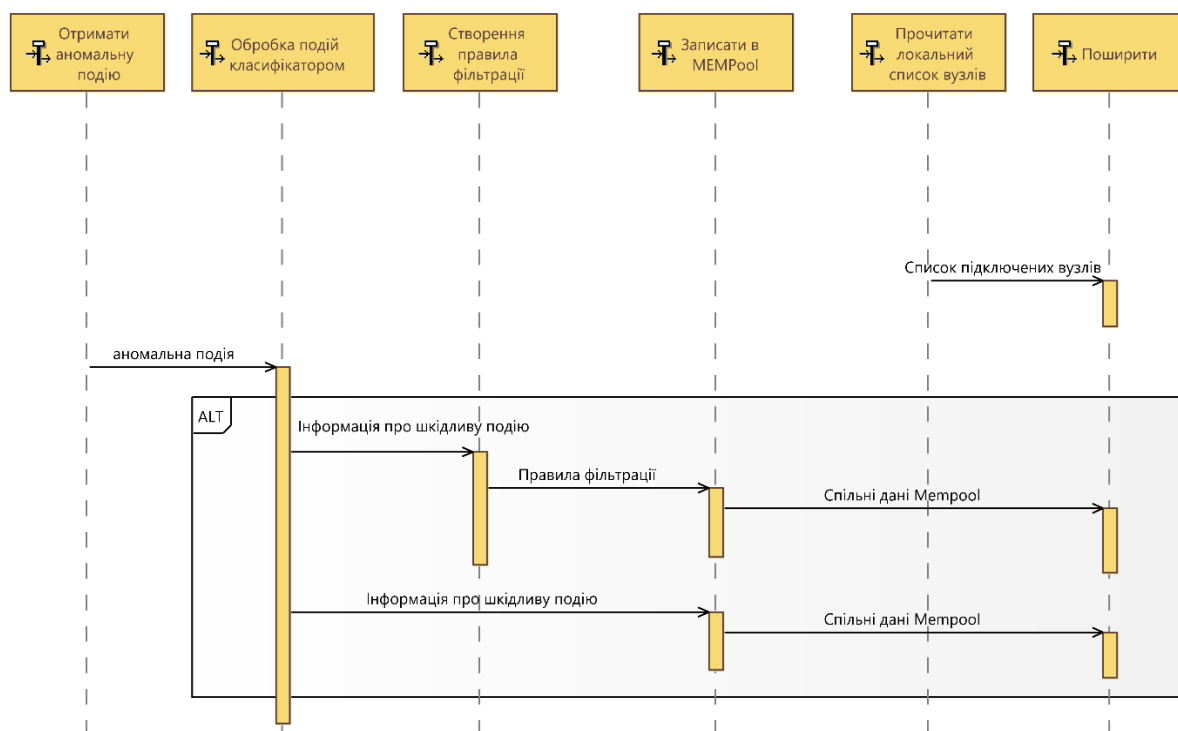 Отримати
аномальну
подію
Обробка подій
класифікатором
Створення
правила
фільтрації
Записати в
MEMPool
Прочитати
локальний
список вузлів
Поширити
Список підключених вузлів
аномальна подія
ALT
Інформація про шкідливу подію
Правила фільтрації
Спільні дані Mempool
Інформація про шкідливу подію
Спільні дані Mempool